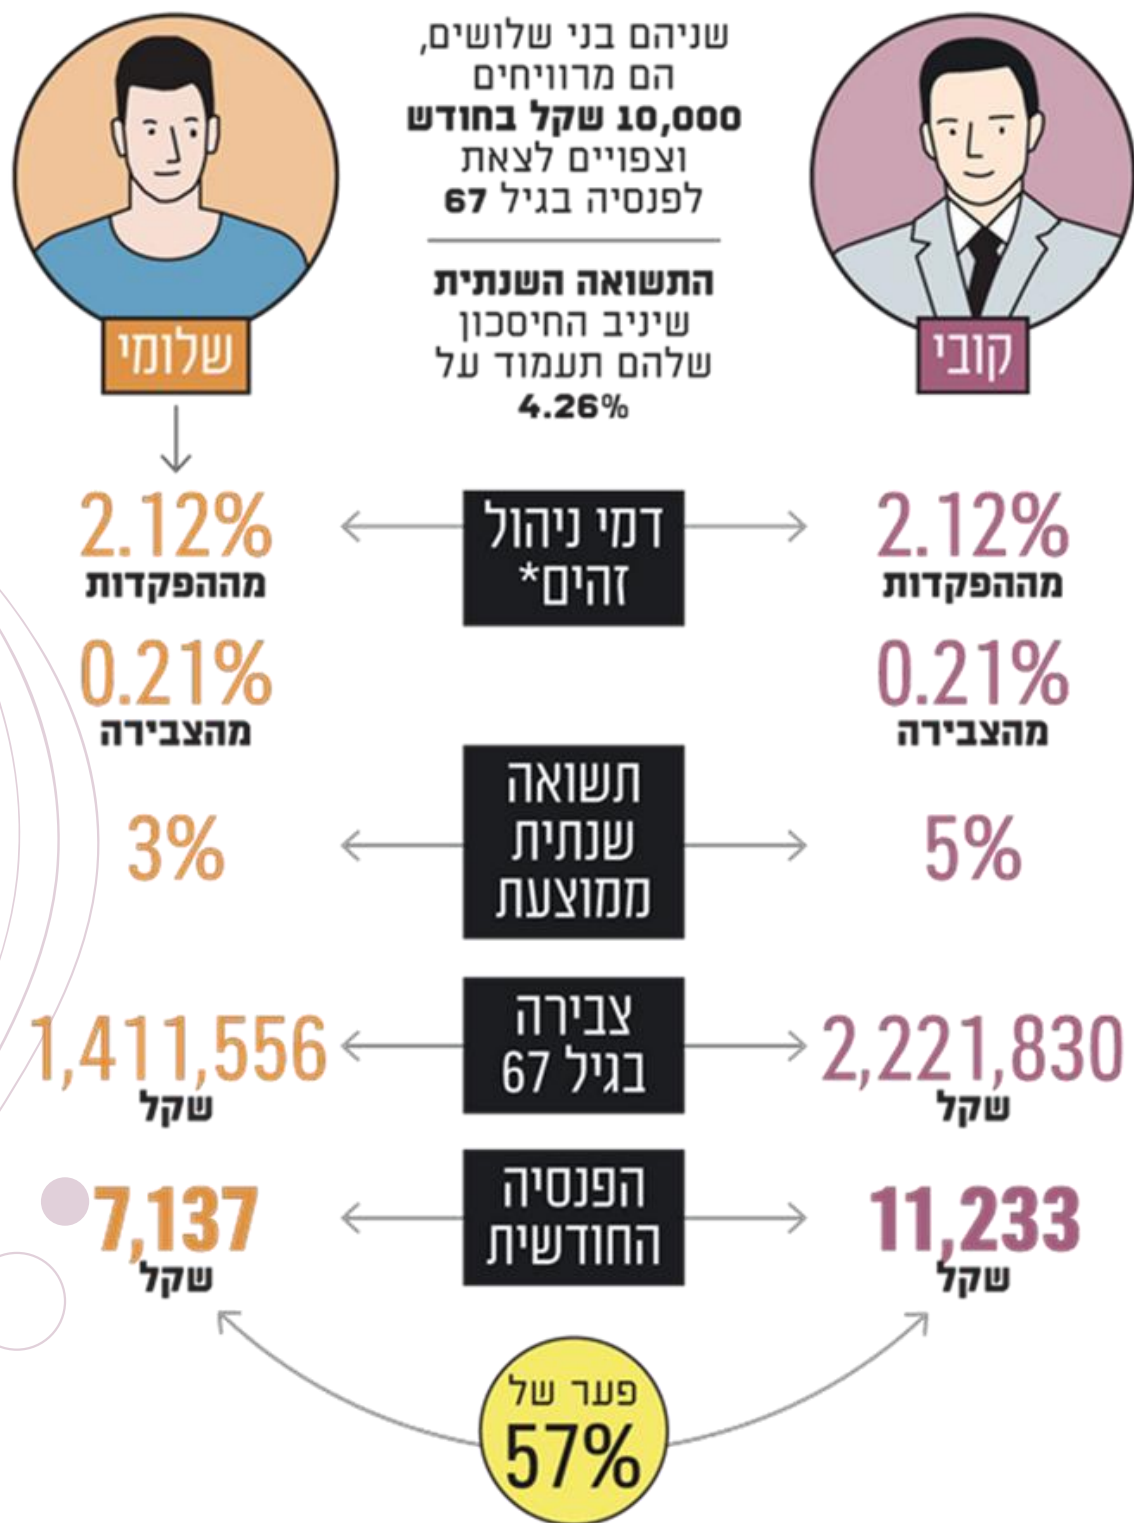 שניהם בני שלושים,
הם מרוויחים
10,000 שקל בחודש
וצפויים לצאת
לפנסיה בגיל 67
התשואה השנתית
שיניב החיסכון
שלהם תעמוד על
4.26%
קובי
שלומי
דמי ניהול
זהים*
2.12%
מההפקדות
2.12%
מההפקדות
0.21%
מהצבירה
0.21%
מהצבירה
תשואה
שנתית
ממוצעת
5%
3%
צבירה
בגיל 67
2,221,830
שקל
1,411,556
שקל
הפנסיה
החודשית
11,233
שקל
7,137
שקל
פער של
57%